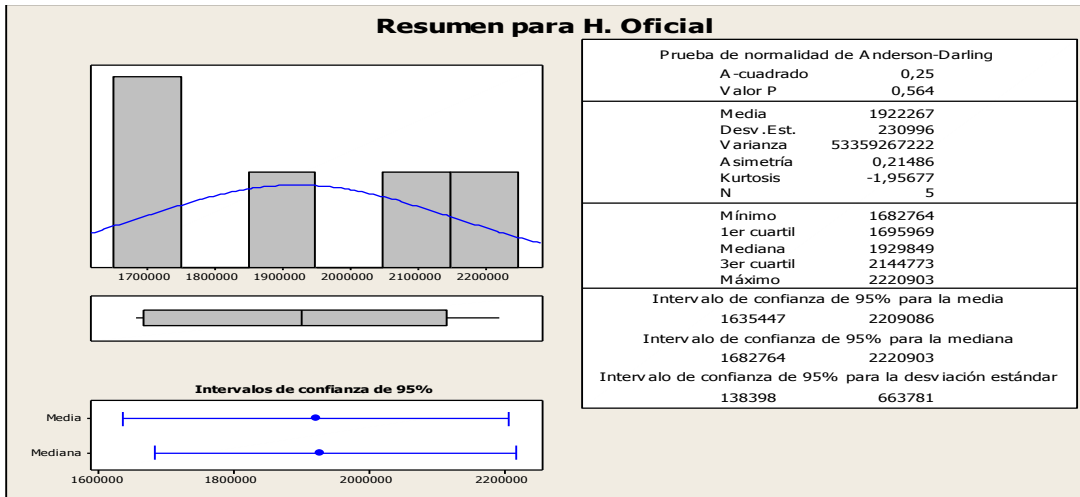 Resumen para H. Oficial
1700000 1800000 1900000 2000000 2100000 2200000
Intervalos de confianza de 95%
Media
Mediana
1600000 1800000 2000000 2200000
Prueba de normalidad de Anderson-Darling
A-cuadrado 0,25
Valor P 0,564
Media 1922267
Desv.Est. 230996
Varianza 53359267222
Asimetría 0,21486
Kurtosis -1,95677
N 5
Mínimo 1682764
1er cuartil 1695969
Mediana 1929849
3er cuartil 2144773
Máximo 2220903
Intervalo de confianza de 95% para la media
1635447 2209086
Intervalo de confianza de 95% para la mediana
1682764 2220903
Intervalo de confianza de 95% para la desviación estándar
138398 663781